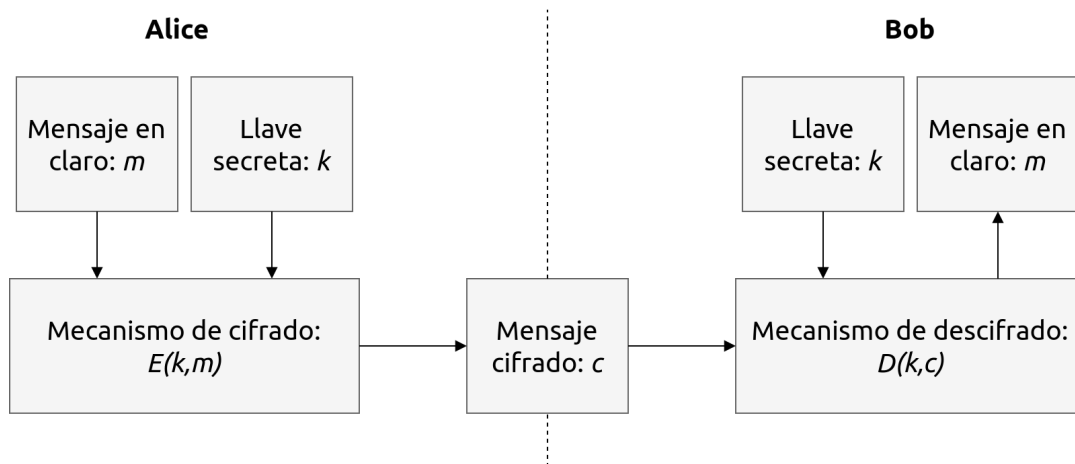 Alice
Bob
Mensaje en
claro: m
Llave
secreta: k
Llave
secreta: k
Mensaje en
claro: m
Mecanismo de cifrado:
E(k,m)
Mensaje
cifrado: c
Mecanismo de descifrado:
D(k,c)